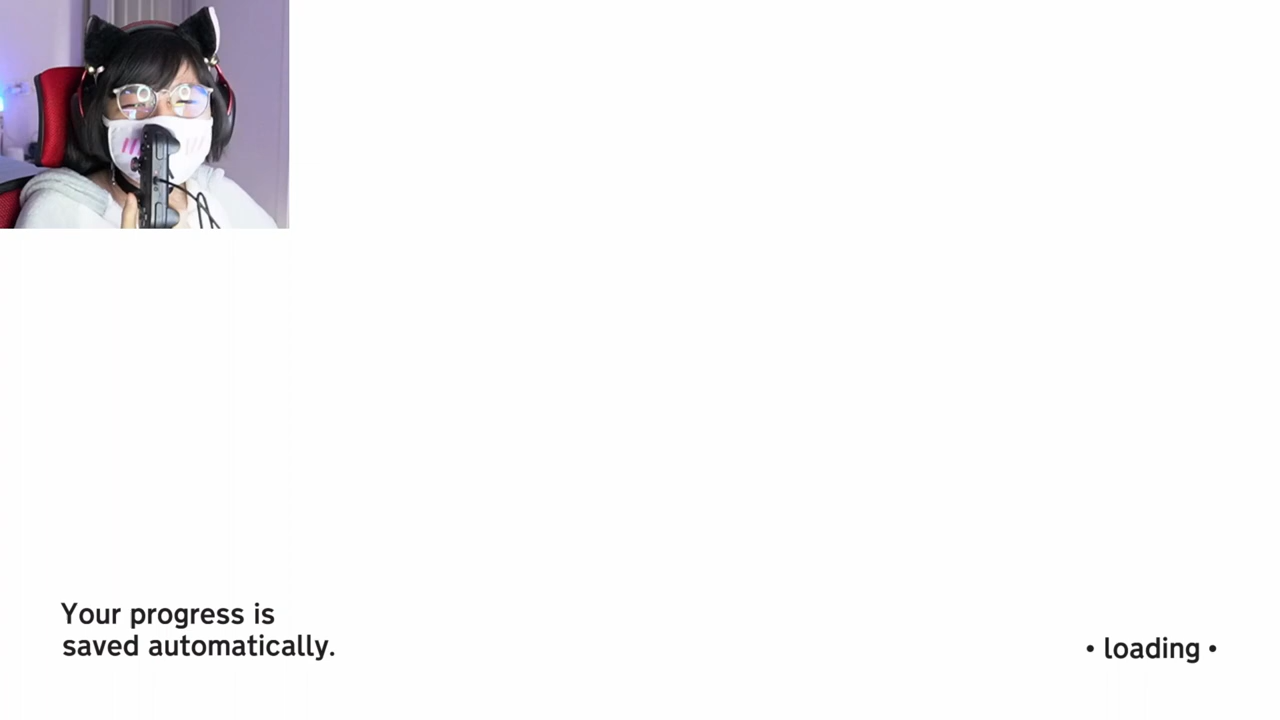 Your progress is
saved automatically.
• loading •